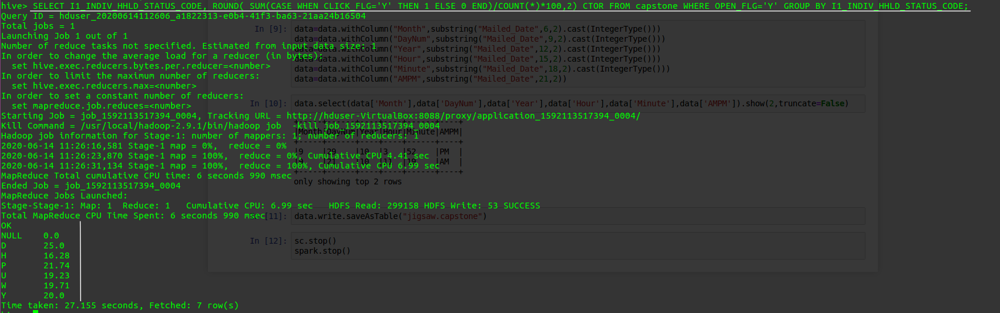 hive> SELECT I1_INDIV_HHLD_STATUS_CODE, ROUND( SUM(CASE WHEN CLICK_FLG='Y' THEN 1 ELSE 0 END)/COUNT(*)*100,2) CTOR FROM capstone WHERE OPEN_FLG='Y' GROUP BY I1_INDIV_HHLD_STATUS_CODE;
Query ID = hduser_20200614112606_a1822313-e0b4-41f3-ba63-21aa24b16504
Total jobs = 1
Launching Job 1 out of 1
Number of reduce tasks not specified. Estimated from input data size: 1
In order to change the average load for a reducer (in bytes):
  set hive.exec.reducers.bytes.per.reducer=<number>
In order to limit the maximum number of reducers:
  set hive.exec.reducers.max=<number>
In order to set a constant number of reducers:
  set mapreduce.job.reduces=<number>
Starting Job = job_1592113517394_0004, Tracking URL = http://hduser-VirtualBox:8088/proxy/application_1592113517394_0004/
Kill Command = /usr/local/hadoop-2.9.1/bin/hadoop job  -kill job_1592113517394_0004
Hadoop job information for Stage-1: number of mappers: 1; number of reducers: 1
2020-06-14 11:26:16,581 Stage-1 map = 0%,  reduce = 0%
2020-06-14 11:26:23,870 Stage-1 map = 100%,  reduce = 0%, Cumulative CPU 4.41 sec
2020-06-14 11:26:31,134 Stage-1 map = 100%,  reduce = 100%, Cumulative CPU 6.99 sec
MapReduce Total cumulative CPU time: 6 seconds 990 msec
Ended Job = job_1592113517394_0004
MapReduce Jobs Launched:
Stage-Stage-1: Map: 1  Reduce: 1   Cumulative CPU: 6.99 sec   HDFS Read: 299158 HDFS Write: 53 SUCCESS
Total MapReduce CPU Time Spent: 6 seconds 990 msec
OK
NULL    0.0
D       25.0
H       16.28
P       21.74
U       19.23
W       19.71
Y       20.0
Time taken: 27.155 seconds, Fetched: 7 row(s)
In [9]: data=data.withColumn("Month",substring("Mailed_Date",6,2).cast(IntegerType()))
data=data.withColumn("DayNum",substring("Mailed_Date",9,2).cast(IntegerType()))
data=data.withColumn("Year",substring("Mailed_Date",12,2).cast(IntegerType()))
data=data.withColumn("Hour",substring("Mailed_Date",15,2).cast(IntegerType()))
data=data.withColumn("Minute",substring("Mailed_Date",18,2).cast(IntegerType()))
data=data.withColumn("AMPM",substring("Mailed_Date",21,2))
In [10]: data.select(data['Month'],data['DayNum'],data['Year'],data['Hour'],data['Minute'],data['AMPM']).show(2,truncate=False)
+-----+------+----+----+------+----+
|Month|DayNum|Year|Hour|Minute|AMPM|
+-----+------+----+----+------+----+
|9    |29    |10  |3   |52    |PM  |
|21    |10  |11  |19    |AM  |
+-----+------+----+----+------+----+
only showing top 2 rows
[11]: data.write.saveAsTable("jigsaw.capstone")
In [12]: sc.stop()
spark.stop()